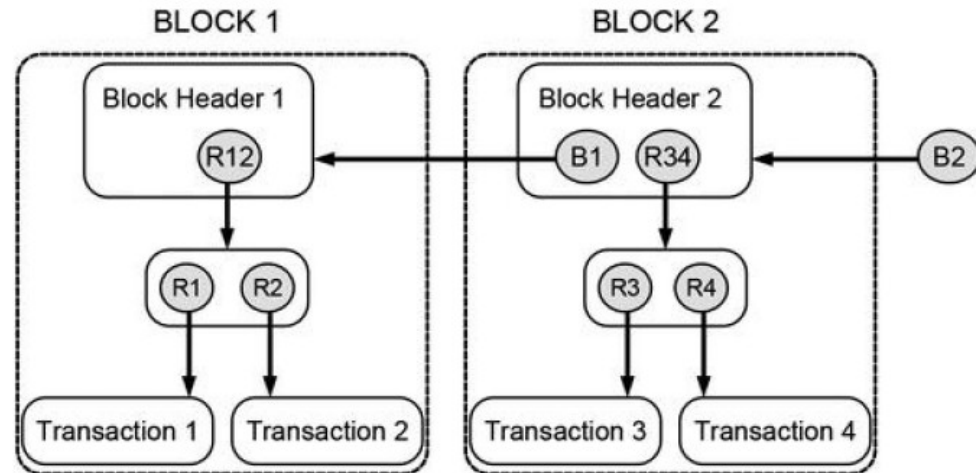 BLOCK 1
BLOCK 2
Block Header 1
Block Header 2
R12
B1
R34
B2
R1
R2
R3
R4
Transaction 1
Transaction 2
Transaction 3
Transaction 4